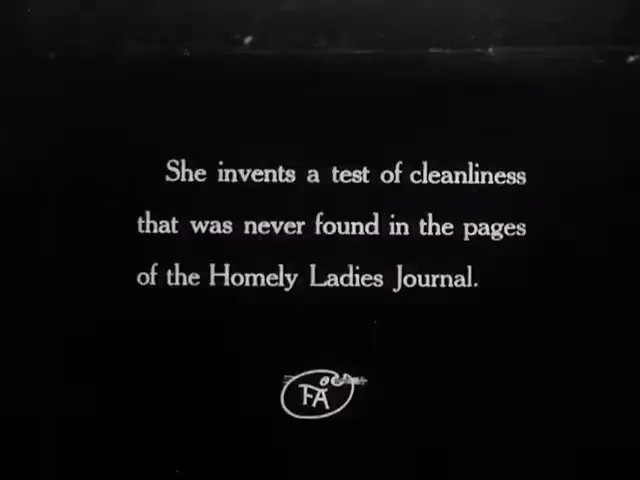 She invents a test of cleanliness
that was never found in the pages
of the Homely Ladies Journal.
FA